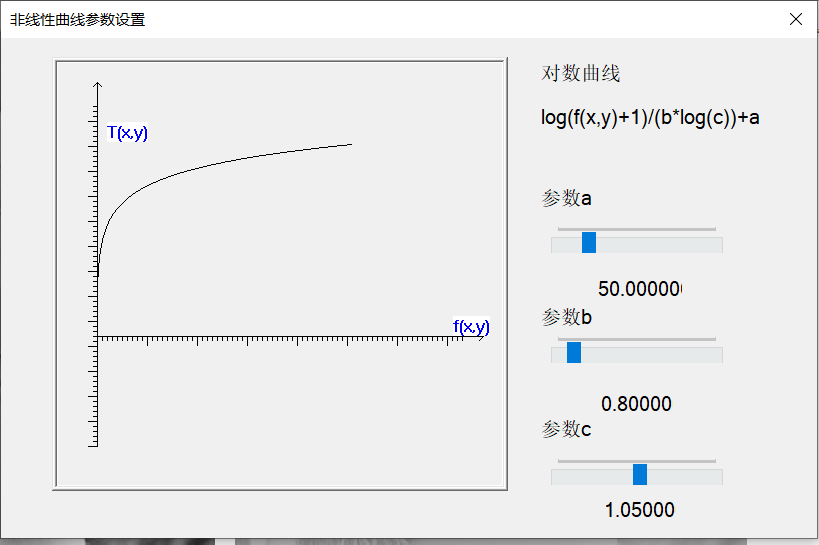 非线性曲线参数设置
T(x,y)
f(x,y)
对数曲线
log(f(x,y)+1)/(b*log(c))+a
参数a
50.000000
参数b
0.80000
参数c
1.05000